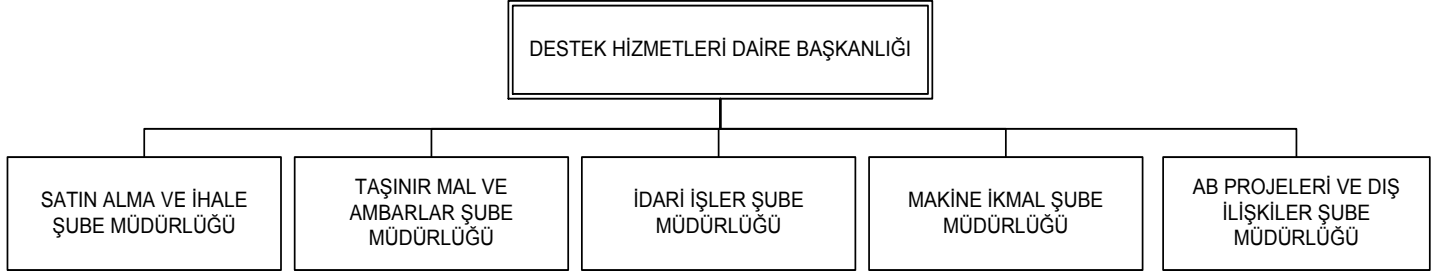 DESTEK HİZMETLERİ DAİRE BAŞKANLIĞI
SATIN ALMA VE İHALE
ŞUBE MÜDÜRLÜĞÜ
TAŞINIR MAL VE
AMBARLAR ŞUBE
MÜDÜRLÜĞÜ
İDARİ İŞLER ŞUBE
MÜDÜRLÜĞÜ
MAKİNE İKMAL ŞUBE
MÜDÜRLÜĞÜ
AB PROJELERİ VE DIŞ
İLİŞKİLER ŞUBE
MÜDÜRLÜĞÜ